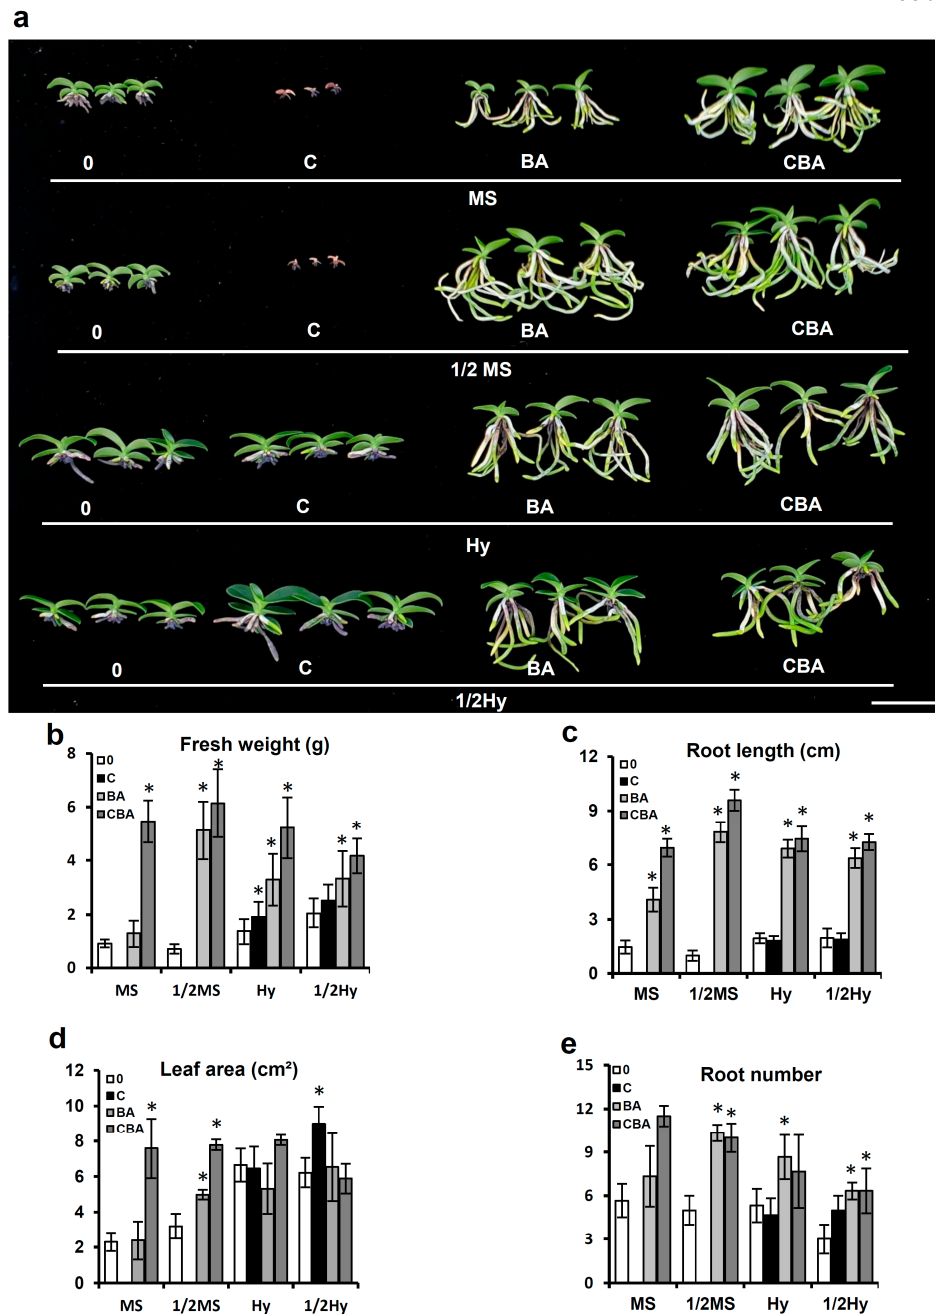 a
0 C BA CBA
MS
0 C BA CBA
1/2 MS
0 C BA CBA
Hy
0 C BA CBA
1/2Hy
b
Fresh weight (g)
8
6
4
2
0
0
C
BA
CBA
* * * * * * * *
MS 1/2MS Hy 1/2Hy
c
Root length (cm)
12
9
6
3
0
0
C
BA
CBA
* * * * * * * *
MS 1/2MS Hy 1/2Hy
d
Leaf area (cm²)
12
10
8
6
4
2
0
0
C
BA
CBA
* * * *
MS 1/2MS Hy 1/2Hy
e
Root number
15
12
9
6
3
0
0
C
BA
CBA
* * * * *
MS 1/2MS Hy 1/2Hy